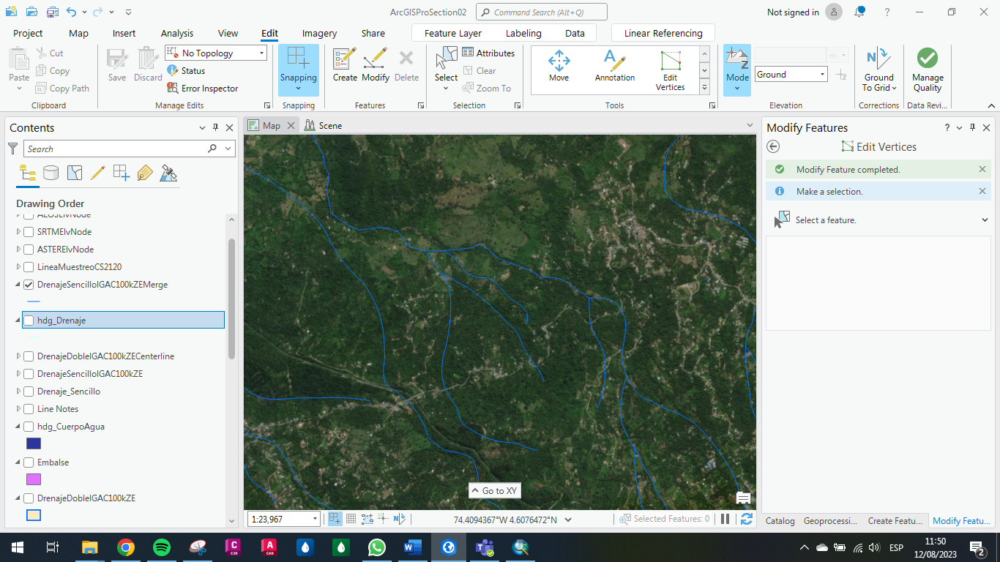 ArcGISProSection02
Command Search (Alt+Q)
Not signed in
?
Project
Map
Insert
Analysis
View
Edit
Imagery
Share
Feature Layer
Labeling
Data
Linear Referencing
Paste
Cut
Copy
Copy Path
Clipboard
Save
Discard
No Topology
Status
Error Inspector
Manage Edits
Snapping
Snapping
Create
Modify
Delete
Features
Select
Attributes
Clear
Zoom To
Selection
Move
Annotation
Edit
Vertices
Tools
Mode
m
Ground
Elevation
Ground
To Grid
Corrections
Manage
Quality
Data Revi...
Contents
Search
Drawing Order
ALOSElvNode
SRTMElvNode
ASTERElvNode
LineaMuestreoCS2120
DrenajeSencilloIGAC100kZEMerge
hdg_Drenaje
DrenajeDobleIGAC100kZECenterline
DrenajeSencilloIGAC100kZE
Drenaje_Sencillo
Line Notes
hdg_CuerpoAgua
Embalse
DrenajeDobleIGAC100kZE
Map
Scene
Go to XY
1:23,967
74.4094367°W 4.6076472°N
Selected Features: 0
Modify Features
?
Edit Vertices
Modify Feature completed.
Make a selection.
Select a feature.
Catalog
Geoprocessi...
Create Featu...
Modify Featu...
ESP
11:50
12/08/2023
2